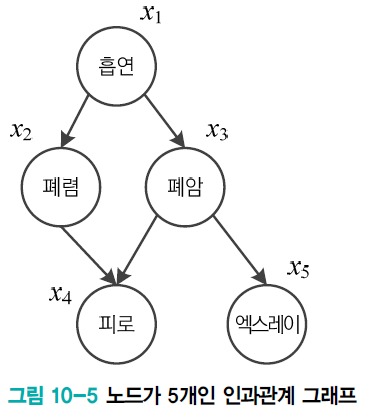 x₁
흡연
x₂
x₃
폐렴
폐암
x₄
x₅
피로
엑스레이
그림 10-5 노드가 5개인 인과관계 그래프